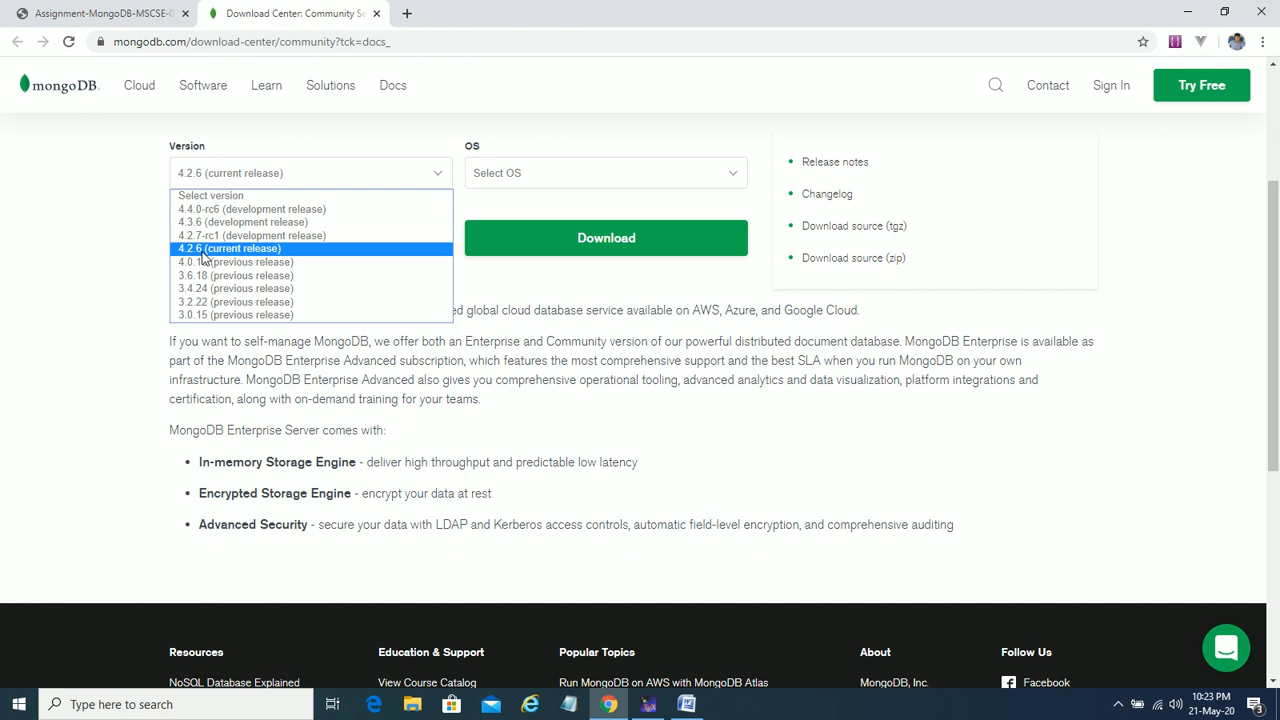 Assignment-MongoDB-MSCSE-0
Download Center: Community Se
mongodb.com/download-center/community?tck=docs_
mongoDB.
Cloud
Software
Learn
Solutions
Docs
Contact
Sign In
Try Free
Version
OS
4.2.6 (current release)
Select OS
Select version
4.4.0-rc6 (development release)
4.3.6 (development release)
4.2.7-rc1 (development release)
4.2.6 (current release)
4.0.1 (previous release)
3.6.18 (previous release)
3.4.24 (previous release)
3.2.22 (previous release)
3.0.15 (previous release)
Download
Release notes
Changelog
Download source (tgz)
Download source (zip)
ed global cloud database service available on AWS, Azure, and Google Cloud.
If you want to self-manage MongoDB, we offer both an Enterprise and Community version of our powerful distributed document database. MongoDB Enterprise is available as
part of the MongoDB Enterprise Advanced subscription, which features the most comprehensive support and the best SLA when you run MongoDB on your own
infrastructure. MongoDB Enterprise Advanced also gives you comprehensive operational tooling, advanced analytics and data visualization, platform integrations and
certification, along with on-demand training for your teams.
MongoDB Enterprise Server comes with:
In-memory Storage Engine - deliver high throughput and predictable low latency
Encrypted Storage Engine - encrypt your data at rest
Advanced Security - secure your data with LDAP and Kerberos access controls, automatic field-level encryption, and comprehensive auditing
Resources
Education & Support
Popular Topics
About
Follow Us
NoSQL Database Explained
View Course Catalog
Run MongoDB on AWS with MongoDB Atlas
MongoDB, Inc.
Facebook
Type here to search
10:23 PM
21-May-20
3